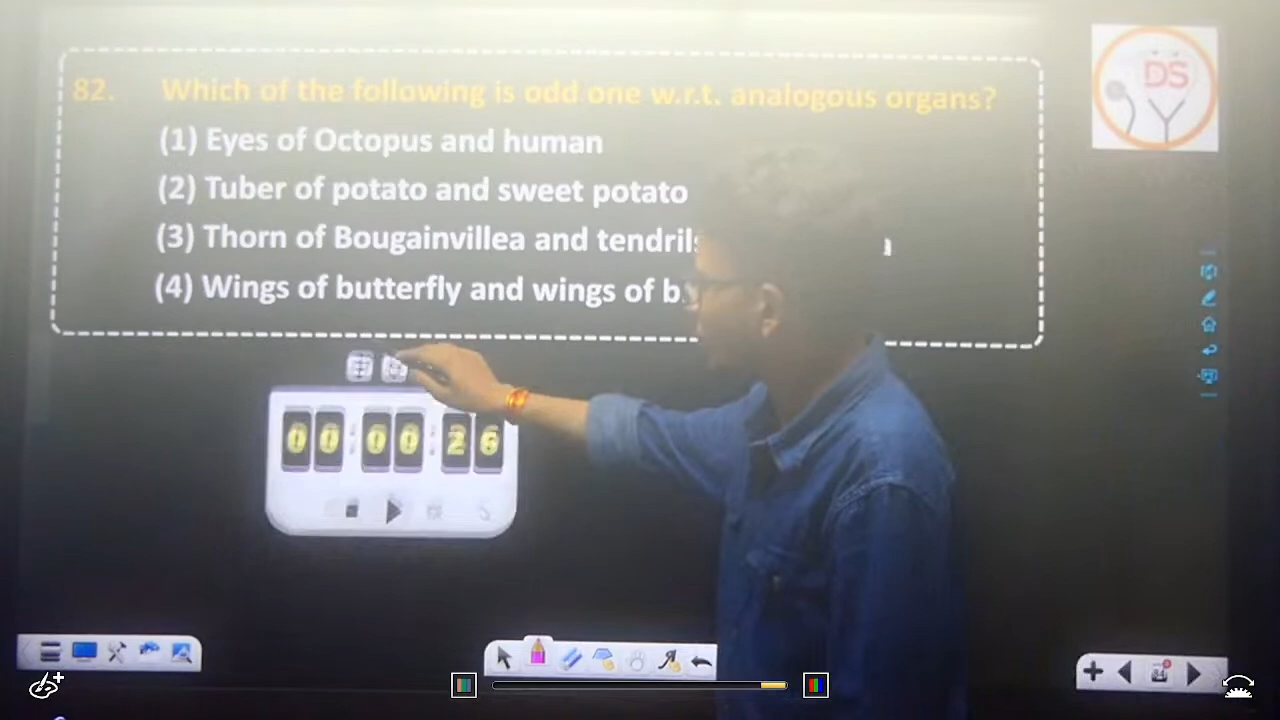 DS
82. Which of the following is odd one w.r.t. analogous organs?
(1) Eyes of Octopus and human
(2) Tuber of potato and sweet potato
(3) Thorn of Bougainvillea and
(4) Wings of butterfly and wings of
00:00:26